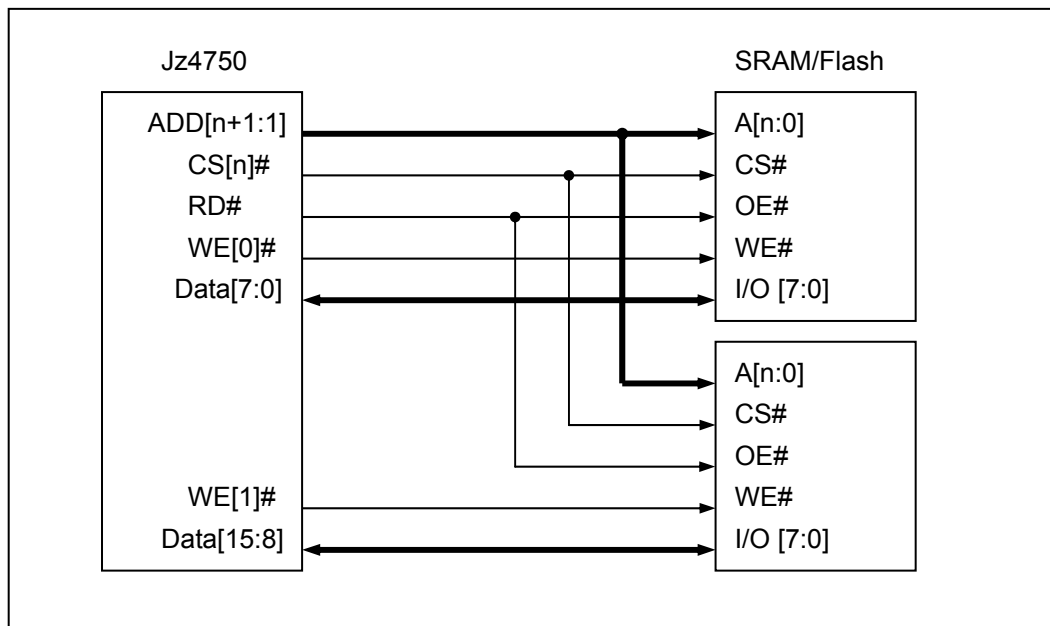 Jz4750
ADD[n+1:1]
CS[n]#
RD#
WE[0]#
Data[7:0]
WE[1]#
Data[15:8]
SRAM/Flash
A[n:0]
CS#
OE#
WE#
I/O [7:0]
A[n:0]
CS#
OE#
WE#
I/O [7:0]